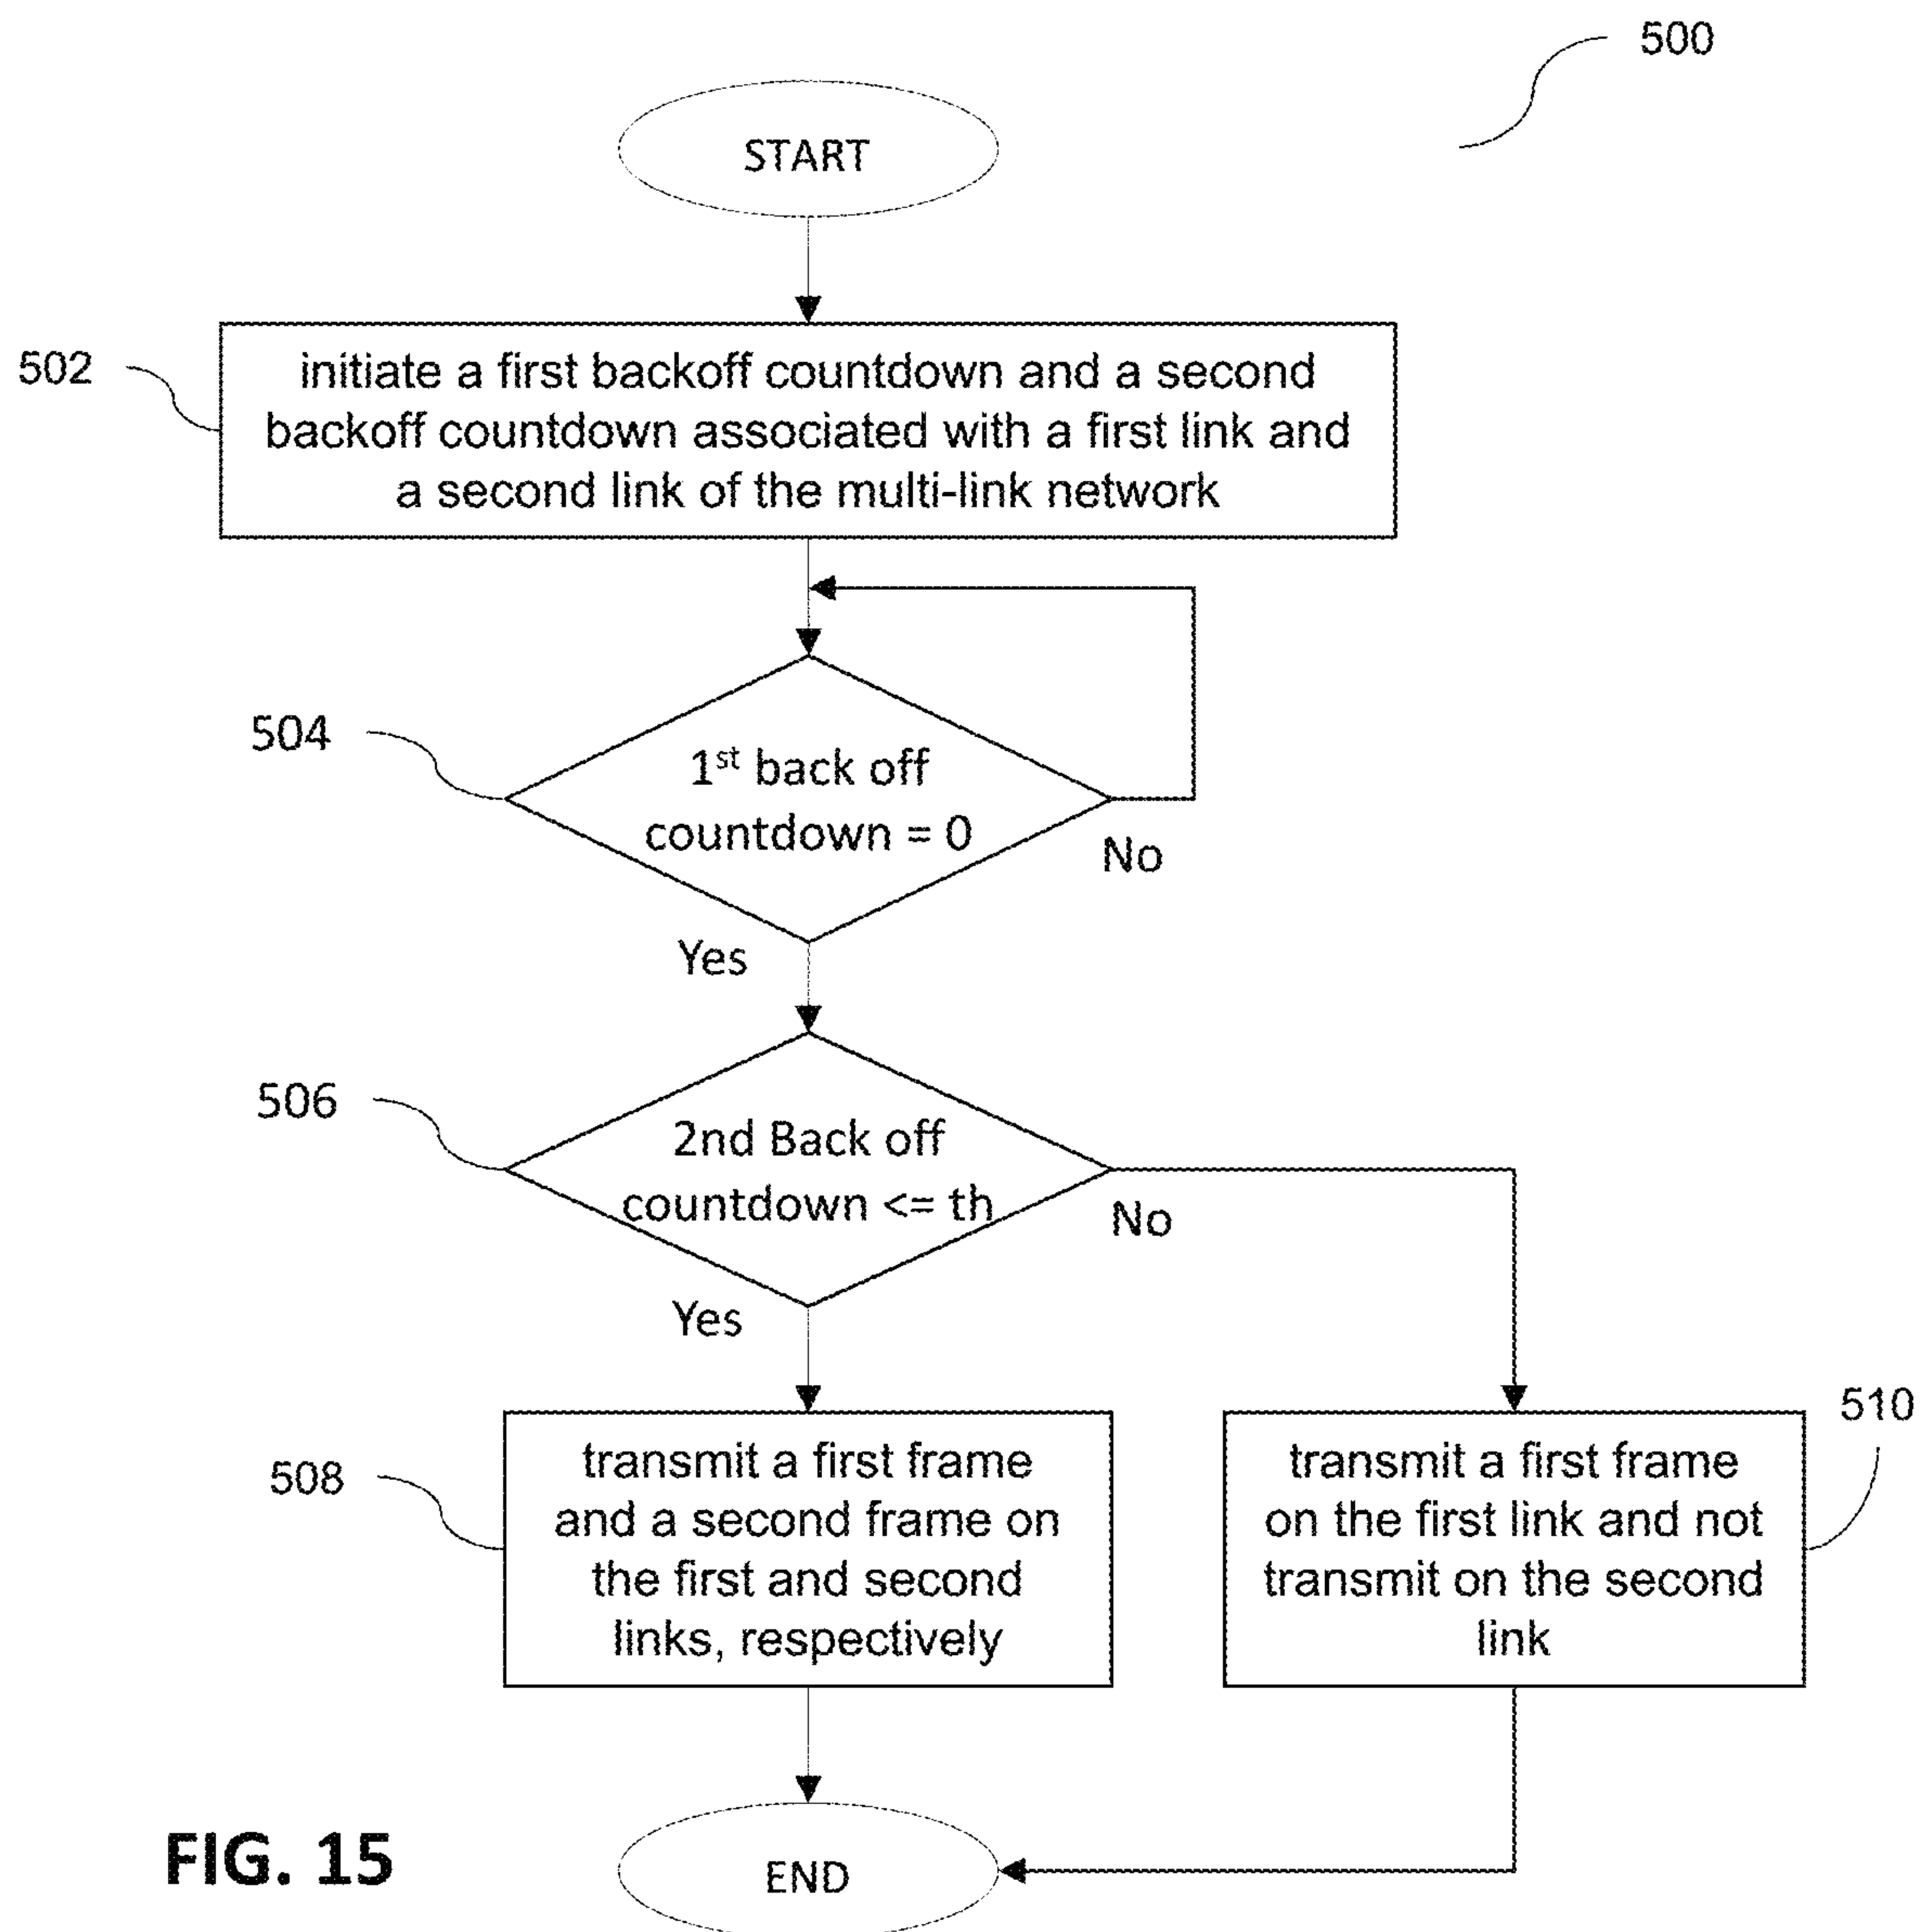 500
START
502
initiate a first backoff countdown and a second
backoff countdown associated with a first link and
a second link of the multi-link network
504
1st back off
countdown = 0
No
Yes
506
2nd Back off
countdown <= th
No
Yes
508
transmit a first frame
and a second frame on
the first and second
links, respectively
510
transmit a first frame
on the first link and not
transmit on the second
link
FIG. 15
END